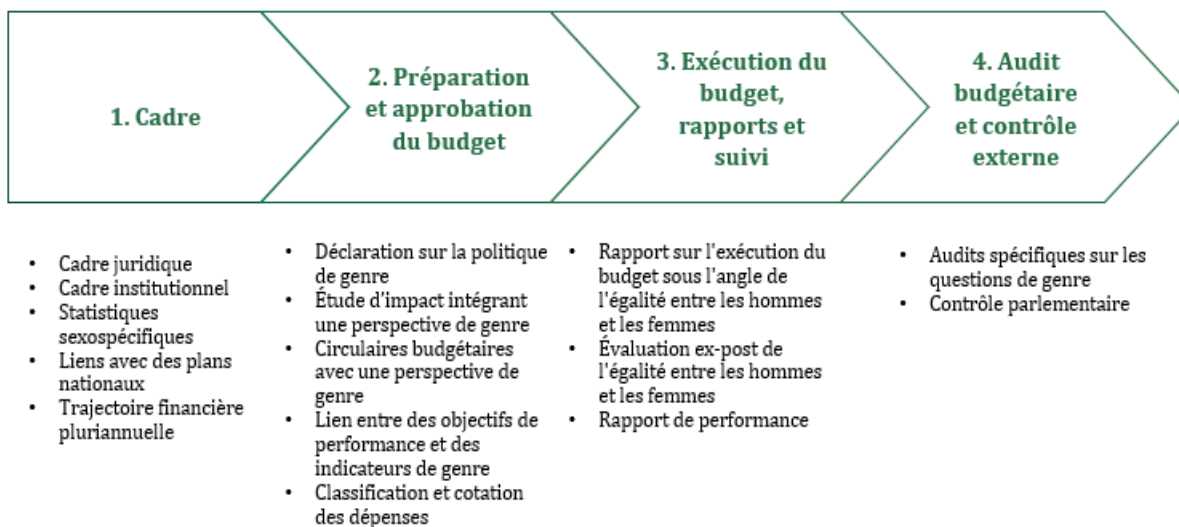 1. Cadre
2. Préparation
et approbation
du budget
3. Exécution du
budget,
rapports et
suivi
4. Audit
budgétaire
et contrôle
externe
• Cadre juridique
• Cadre institutionnel
• Statistiques
sexospécifiques
• Liens avec des plans
nationaux
• Trajectoire financière
pluriannuelle
• Déclaration sur la politique
de genre
• Étude d'impact intégrant
une perspective de genre
• Circulaires budgétaires
avec une perspective de
genre
• Lien entre des objectifs de
performance et des
indicateurs de genre
• Classification et cotation
des dépenses
• Rapport sur l'exécution du
budget sous l'angle de
l'égalité entre les hommes
et les femmes
• Évaluation ex-post de
l'égalité entre les hommes
et les femmes
• Rapport de performance
• Audits spécifiques sur les
questions de genre
• Contrôle parlementaire